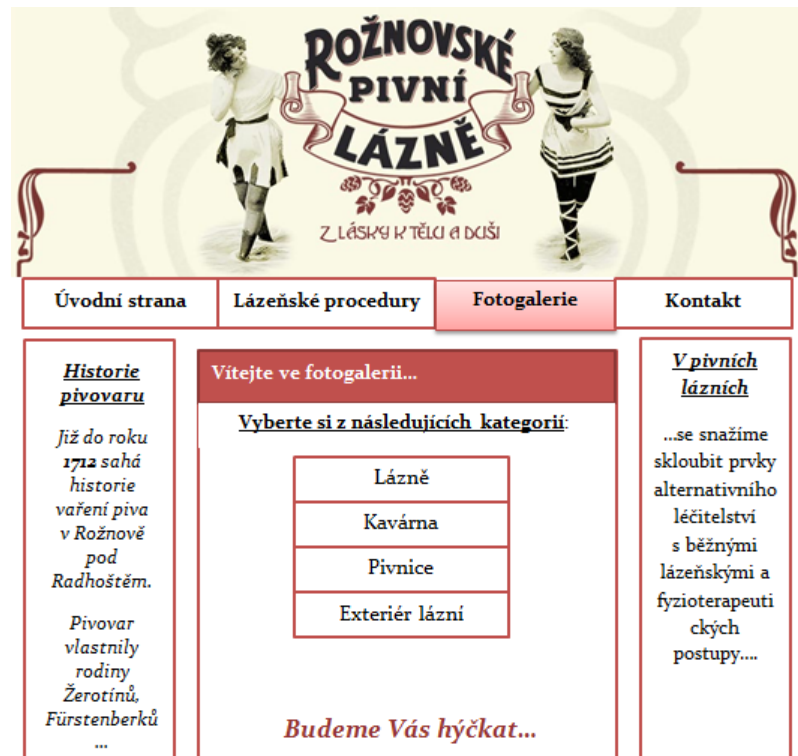 ROŽNOVSKÉ
PIVNÍ
LÁZNĚ
Z LÁSKY K TĚLU A DUŠI
Úvodní strana
Lázeňské procedury
Fotogalerie
Kontakt
Historie
pivovaru
Již do roku
1712 sahá
historie
vaření piva
v Rožnově
pod
Radhoštěm.
Pivovar
vlastnily
rodiny
Žerotínů,
Fürstenberků
...
Vítejte ve fotogalerii...
Vyberte si z následujících kategorií:
Lázně
Kavárna
Pivnice
Exteriér lázní
Budeme Vás hýčkat...
V pivních
lázních
...se snažíme
skloubit prvky
alternativního
léčitelství
s běžnými
lázeňskými a
fyzioterapeuti
ckých
postupy....